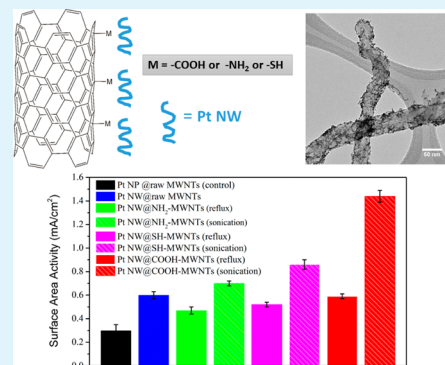 M
M
M
M = -COOH or -NH₂ or -SH
= Pt NW
50 nm
1.6
1.4
1.2
1.0
0.8
0.6
0.4
0.2
0.0
Surface Area Activity (mA/cm²)
Pt NP @raw MWNTs (control)
Pt NW@raw MWNTs
Pt NW@NH₂-MWNTs (reflux)
Pt NW@NH₂-MWNTs (sonication)
Pt NW@SH-MWNTs (reflux)
Pt NW@SH-MWNTs (sonication)
Pt NW@COOH-MWNTs (reflux)
Pt NW@COOH-MWNTs (sonication)